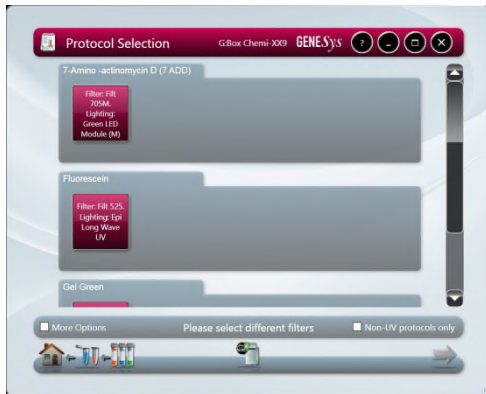 Protocol Selection
G:Box Chemi-XX9 GENESys ?
7-Amino -actinomycin D (7 ADD)
Filter: Filt
705M.
Lighting:
Green LED
Module (M)
Fluorescein
Filter: Filt 525.
Lighting: Epi
Long Wave
UV
Gel Green
More Options
Please select different filters
Non-UV protocols only